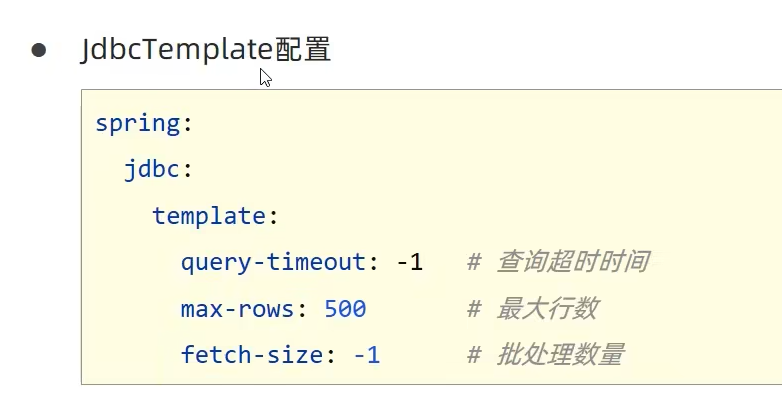 ● JdbcTemplate配置
spring:
  jdbc:
    template:
      query-timeout: -1   # 查询超时时间
      max-rows: 500       # 最大行数
      fetch-size: -1      # 批处理数量